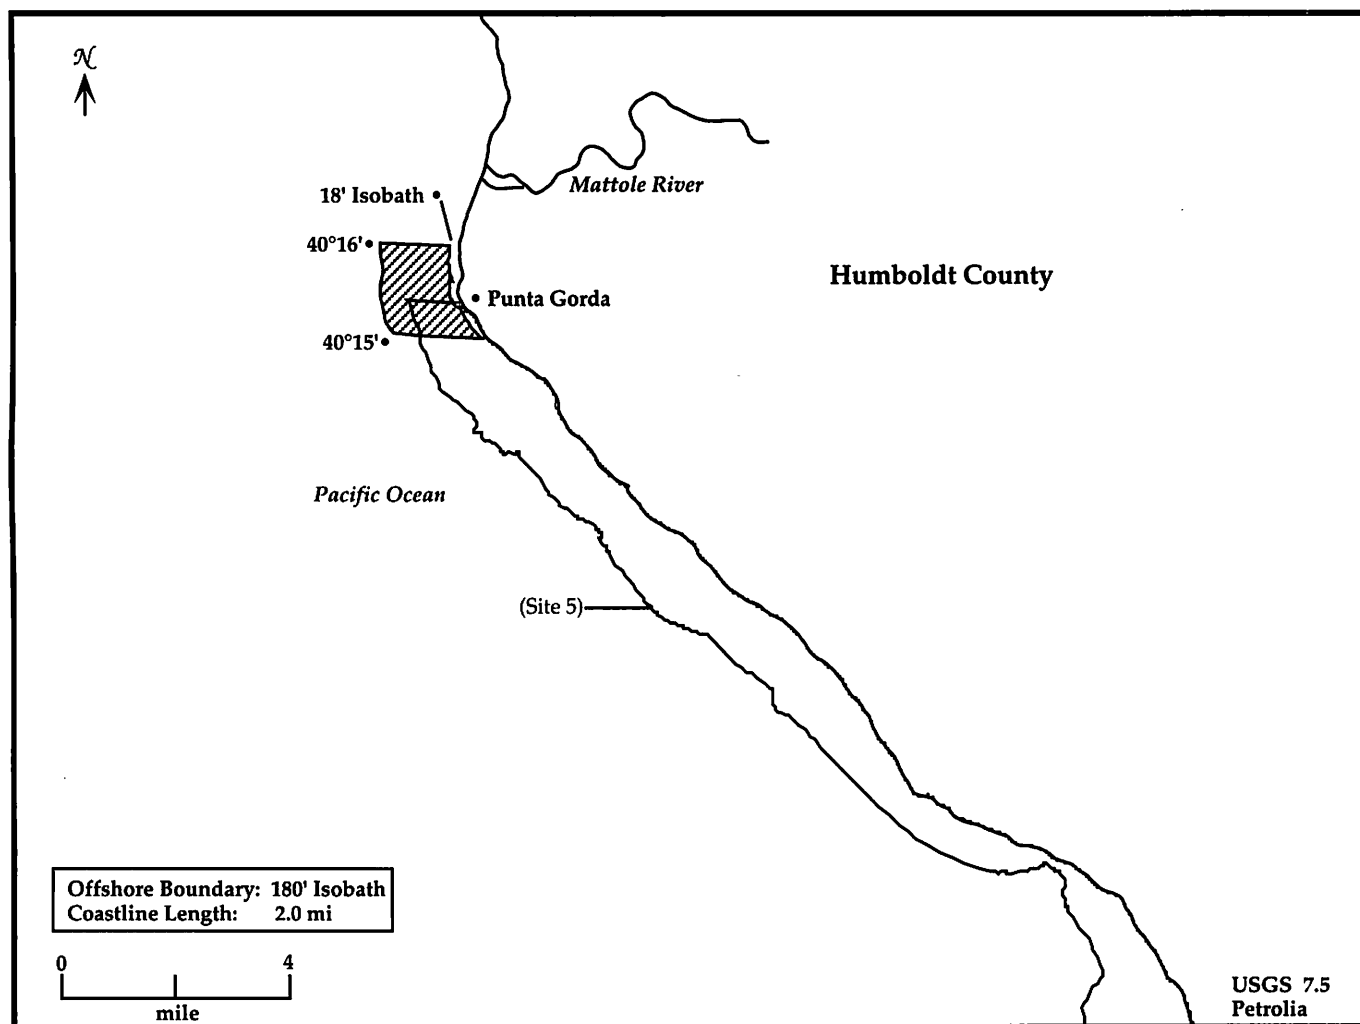 N
Mattole River
18' Isobath
40°16'
Humboldt County
Punta Gorda
40°15'
Pacific Ocean
(Site 5)
Offshore Boundary: 180' Isobath
Coastline Length: 2.0 mi
0 4
mile
USGS 7.5
Petrolia